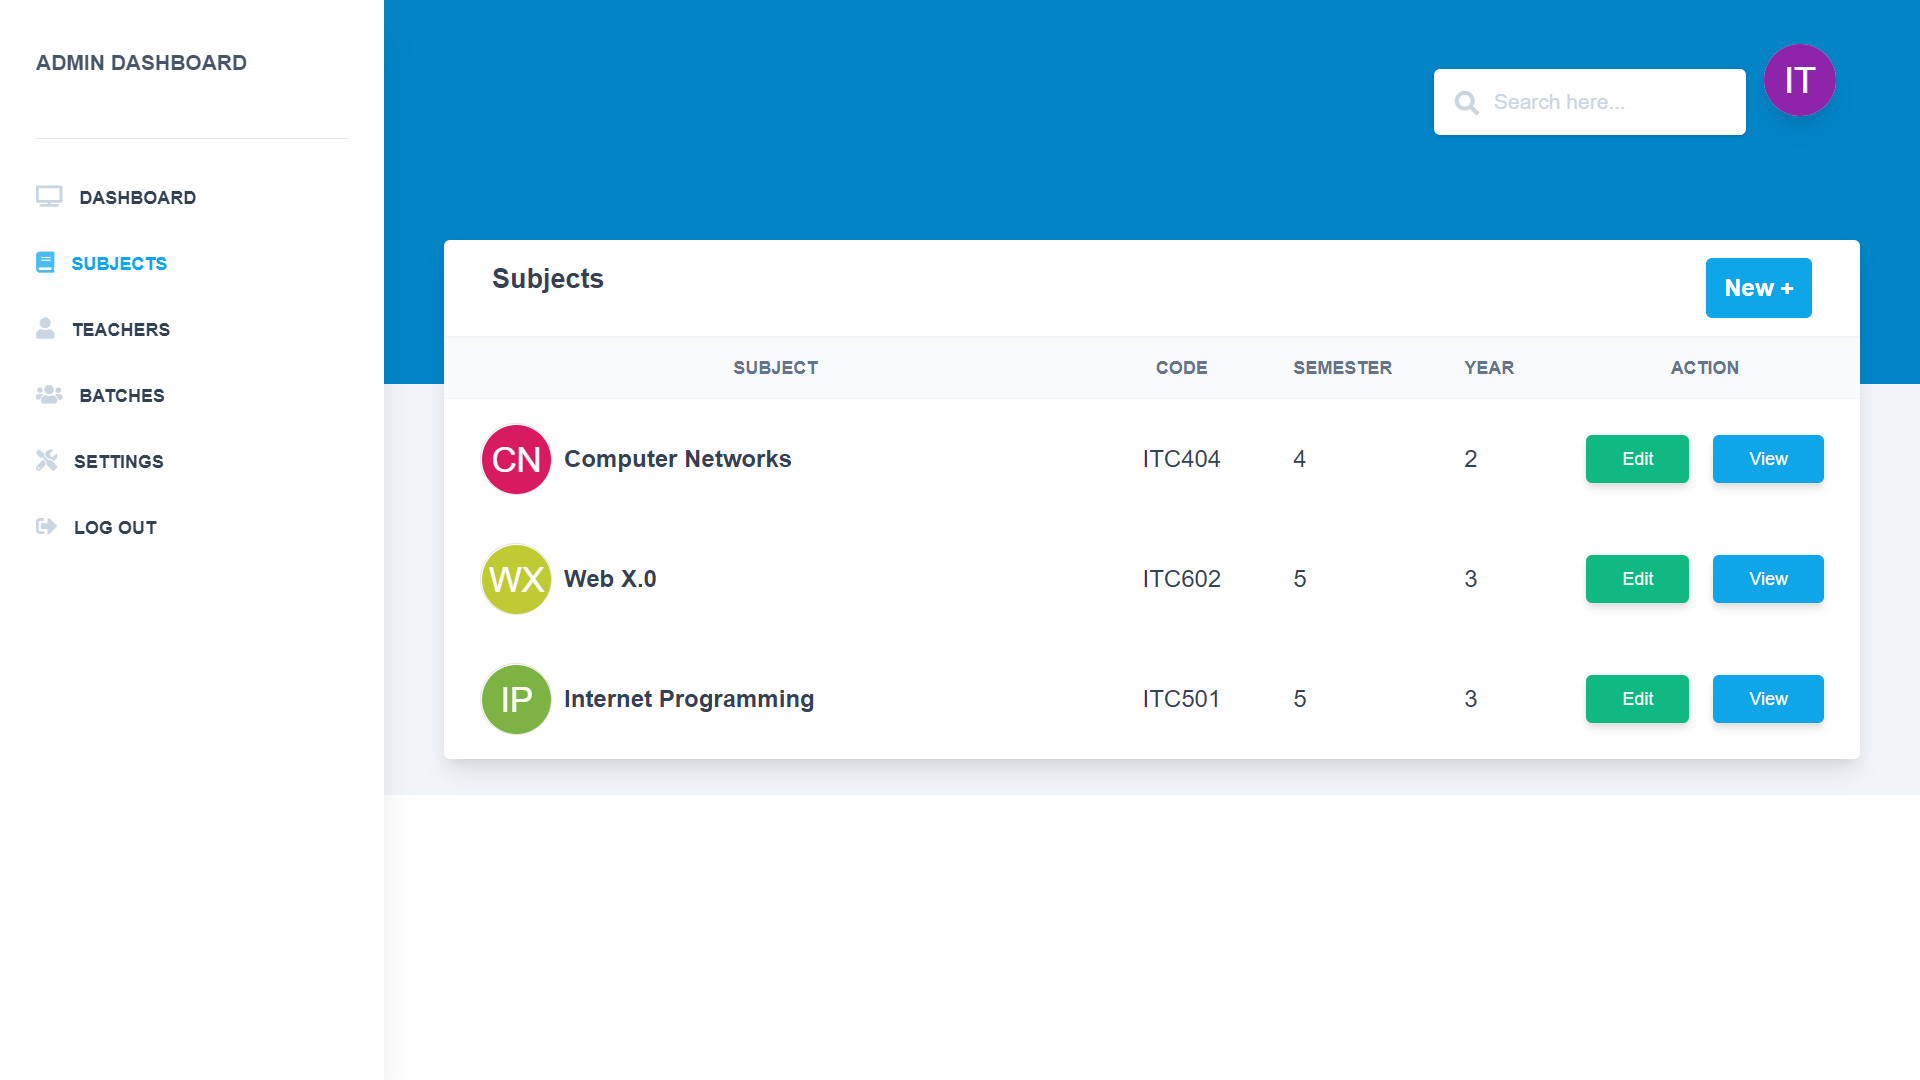 ADMIN DASHBOARD
DASHBOARD
SUBJECTS
TEACHERS
BATCHES
SETTINGS
LOG OUT
Search here...
IT
Subjects
New +
SUBJECT CODE SEMESTER YEAR ACTION
CN Computer Networks ITC404 4 2 Edit View
WX Web X.0 ITC602 5 3 Edit View
IP Internet Programming ITC501 5 3 Edit View